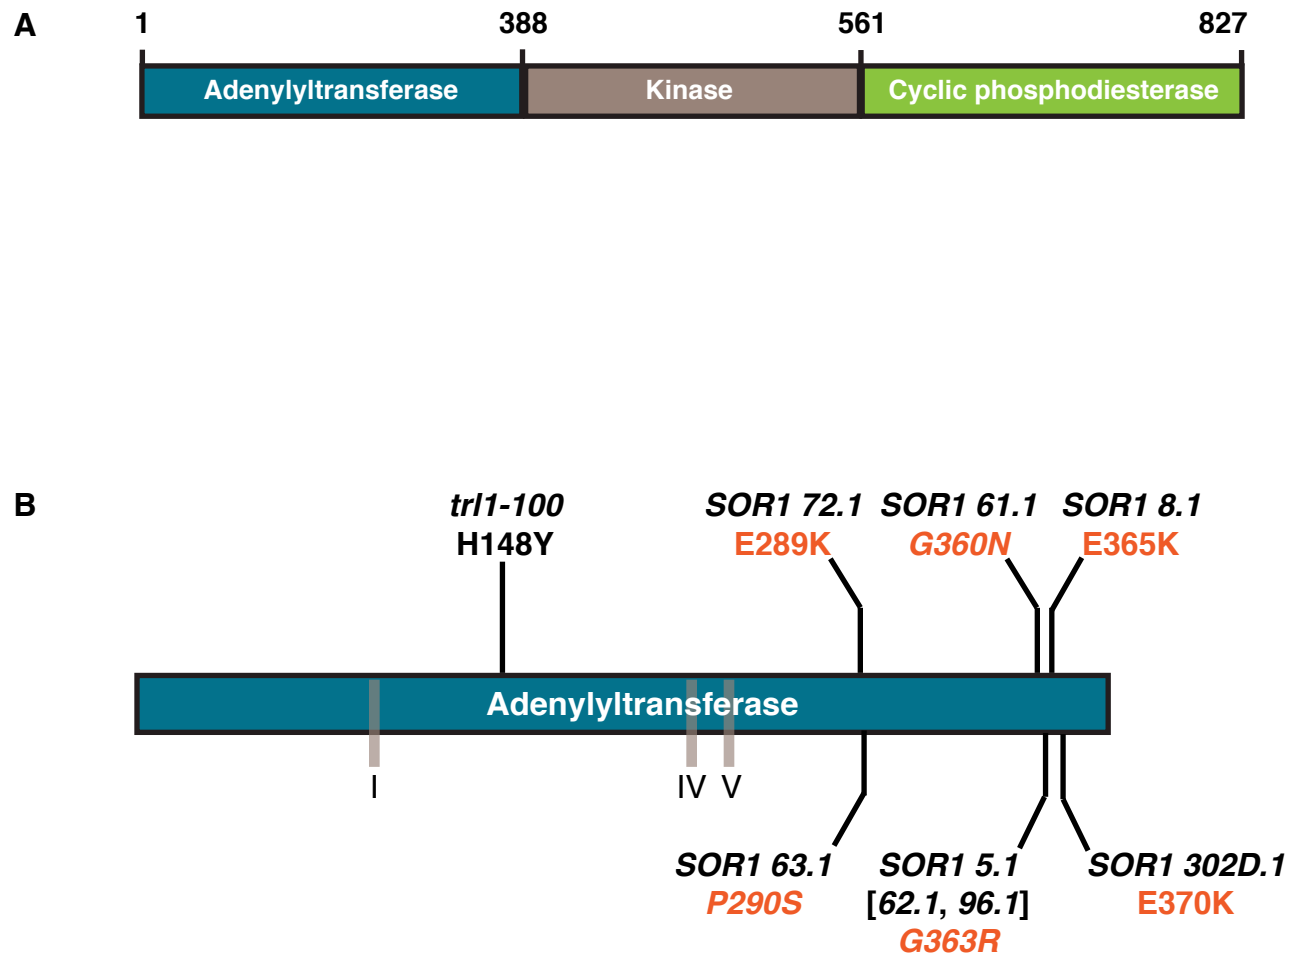 A
1 388 561 827
Adenylyltransferase Kinase Cyclic phosphodiesterase
B
trl1-100 SOR1 72.1 SOR1 61.1 SOR1 8.1
H148Y E289K G360N E365K
Adenylyltransferase
I IV V
SOR1 63.1 SOR1 5.1 SOR1 302D.1
P290S [62.1, 96.1] E370K
G363R